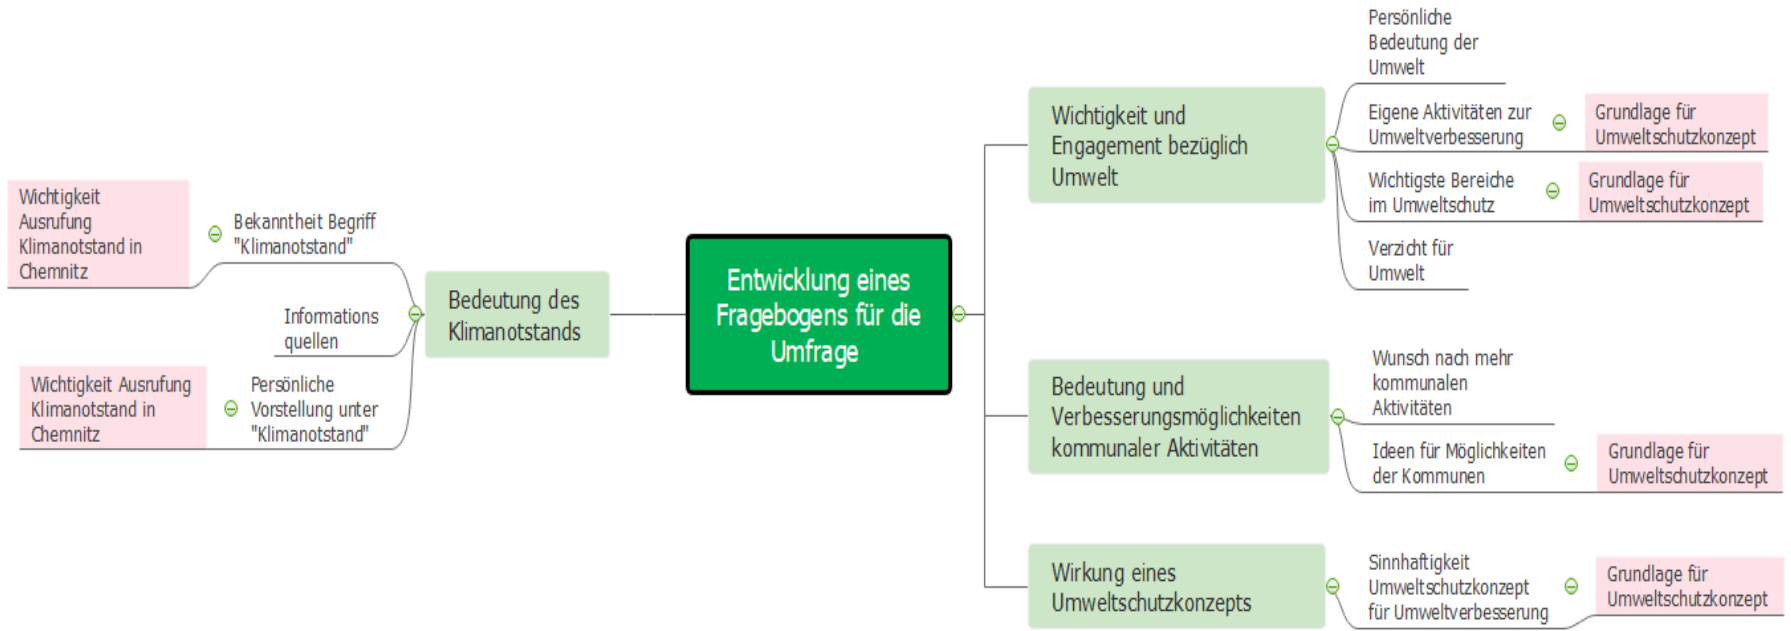 Entwicklung eines
Fragebogens für die
Umfrage
Wichtigkeit und
Engagement bezüglich
Umwelt
Persönliche
Bedeutung der
Umwelt
Eigene Aktivitäten zur
Umweltverbesserung
Grundlage für
Umweltschutzkonzept
Wichtigste Bereiche
im Umweltschutz
Grundlage für
Umweltschutzkonzept
Verzicht für
Umwelt
Bedeutung und
Verbesserungsmöglichkeiten
kommunaler Aktivitäten
Wunsch nach mehr
kommunalen
Aktivitäten
Ideen für Möglichkeiten
der Kommunen
Grundlage für
Umweltschutzkonzept
Wirkung eines
Umweltschutzkonzepts
Sinnhaftigkeit
Umweltschutzkonzept
für Umweltverbesserung
Grundlage für
Umweltschutzkonzept
Bedeutung des
Klimanotstands
Bekanntheit Begriff
"Klimanotstand"
Wichtigkeit
Ausrufung
Klimanotstand in
Chemnitz
Informations
quellen
Persönliche
Vorstellung unter
"Klimanotstand"
Wichtigkeit Ausrufung
Klimanotstand in
Chemnitz